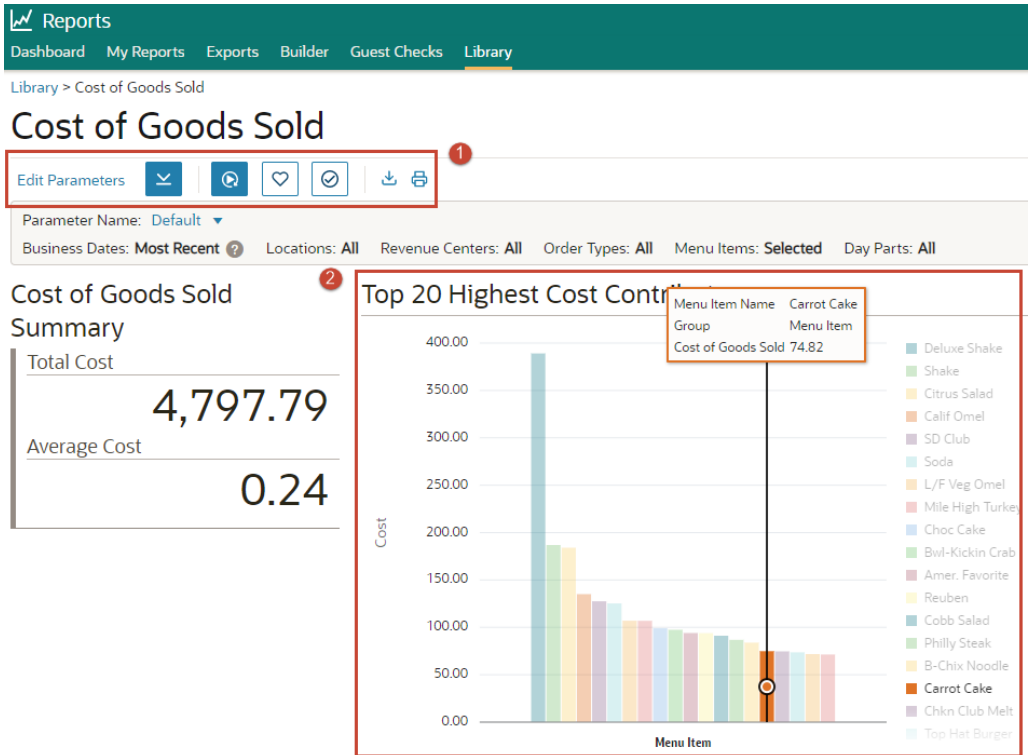 Reports
Dashboard My Reports Exports Builder Guest Checks Library
Library > Cost of Goods Sold
Cost of Goods Sold
1
Edit Parameters
Parameter Name: Default
Business Dates: Most Recent ? Locations: All Revenue Centers: All Order Types: All Menu Items: Selected Day Parts: All
Cost of Goods Sold
Summary
Total Cost
4,797.79
Average Cost
0.24
2
Top 20 Highest Cost Contribut
Menu Item Name Carrot Cake
Group Menu Item
Cost of Goods Sold 74.82
400.00
350.00
300.00
250.00
200.00
150.00
100.00
50.00
0.00
Cost
Menu Item
Deluxe Shake
Shake
Citrus Salad
Calif Omel
SD Club
Soda
L/F Veg Omel
Mile High Turkey
Choc Cake
Bwl-Kickin Crab
Amer. Favorite
Reuben
Cobb Salad
Philly Steak
B-Chix Noodle
Carrot Cake
Chkn Club Melt
Top Hat Burger